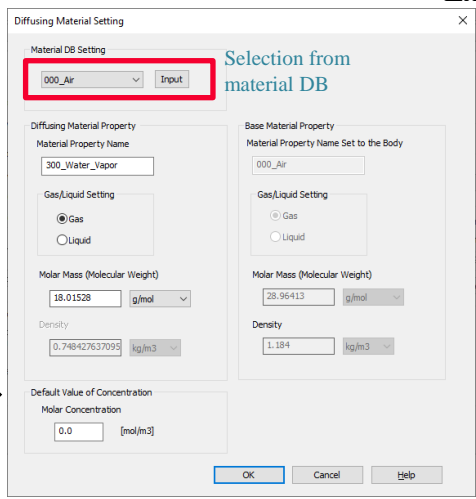 Diffusing Material Setting
Material DB Setting
000_Air
Input
Selection from
material DB
Diffusing Material Property
Material Property Name
300_Water_Vapor
Gas/Liquid Setting
Gas
Liquid
Molar Mass (Molecular Weight)
18.01528
g/mol
Density
0.748427637095
kg/m3
Base Material Property
Material Property Name Set to the Body
000_Air
Gas/Liquid Setting
Gas
Liquid
Molar Mass (Molecular Weight)
28.96413
g/mol
Density
1.184
kg/m3
Default Value of Concentration
Molar Concentration
0.0
[mol/m3]
OK
Cancel
Help